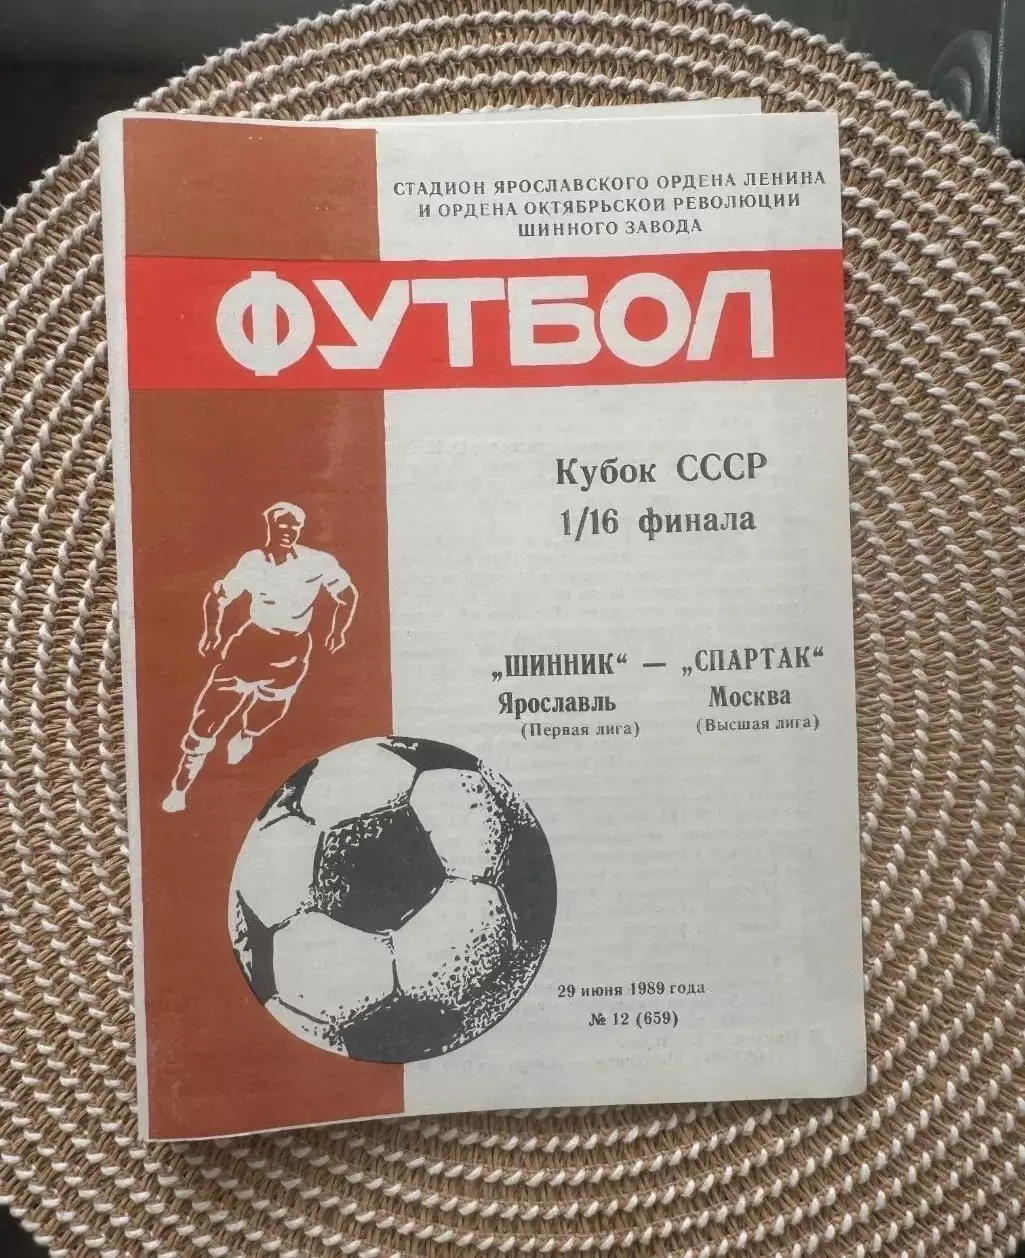 СТАДИОН ЯРОСЛАВСКОГО ОРДЕНА ЛЕНИНА
И ОРДЕНА ОКТЯБРЬСКОЙ РЕВОЛЮЦИИ
ШИННОГО ЗАВОДА
ФУТБОЛ
Кубок СССР
1/16 финала
„ШИННИК“ — „СПАРТАК“
Ярославль Москва
(Первая лига) (Высшая лига)
29 июня 1989 года
№ 12 (659)